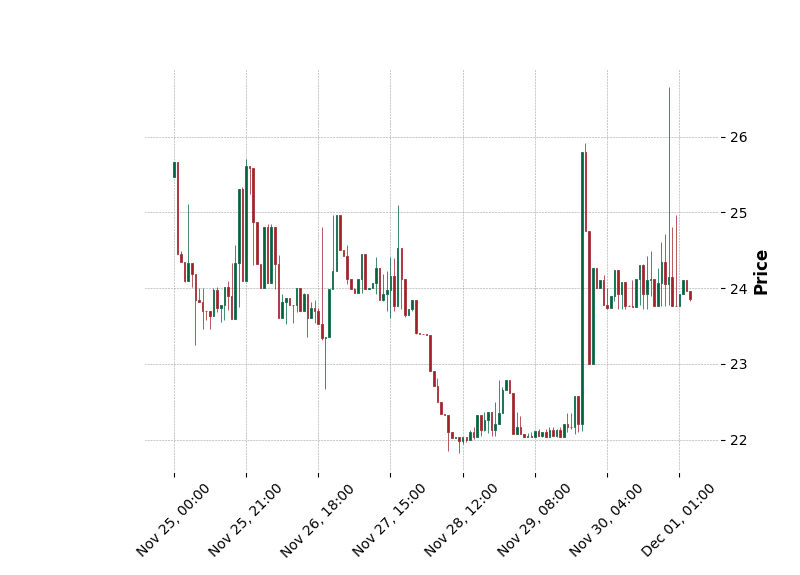 26
25
24
23
22
Price
Nov 25, 00:00
Nov 25, 21:00
Nov 26, 18:00
Nov 27, 15:00
Nov 28, 12:00
Nov 29, 08:00
Nov 30, 04:00
Dec 01, 01:00